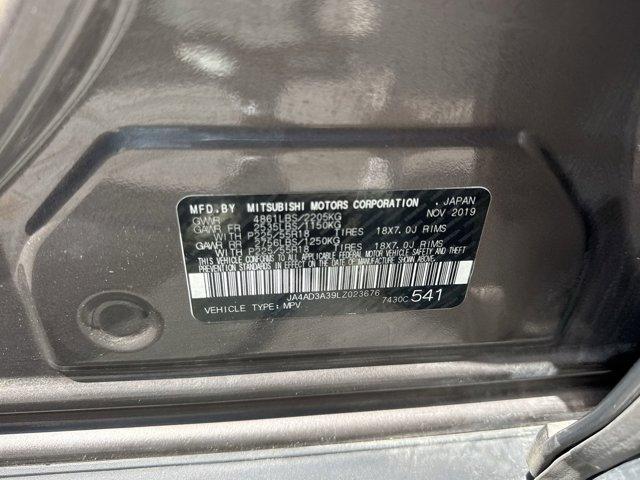 MFD.BY MITSUBISHI MOTORS CORPORATION , JAPAN
GVWR 4861LBS/2205KG NOV 2019
GAWR FR 2535LBS/1150KG
WITH P225/55R18 TIRES 18X7.0J RIMS
GAWR RR 2756LBS/1250KG
WITH P225/55R18 TIRES 18X7.0J RIMS
THIS VEHICLE CONFORMS TO ALL APPLICABLE FEDERAL MOTOR VEHICLE SAFETY AND THEFT
PREVENTION STANDARDS IN EFFECT ON THE DATE OF MANUFACTURE SHOWN ABOVE.
JA4AD3A39LZ023676 7430C 541
VEHICLE TYPE: MPV